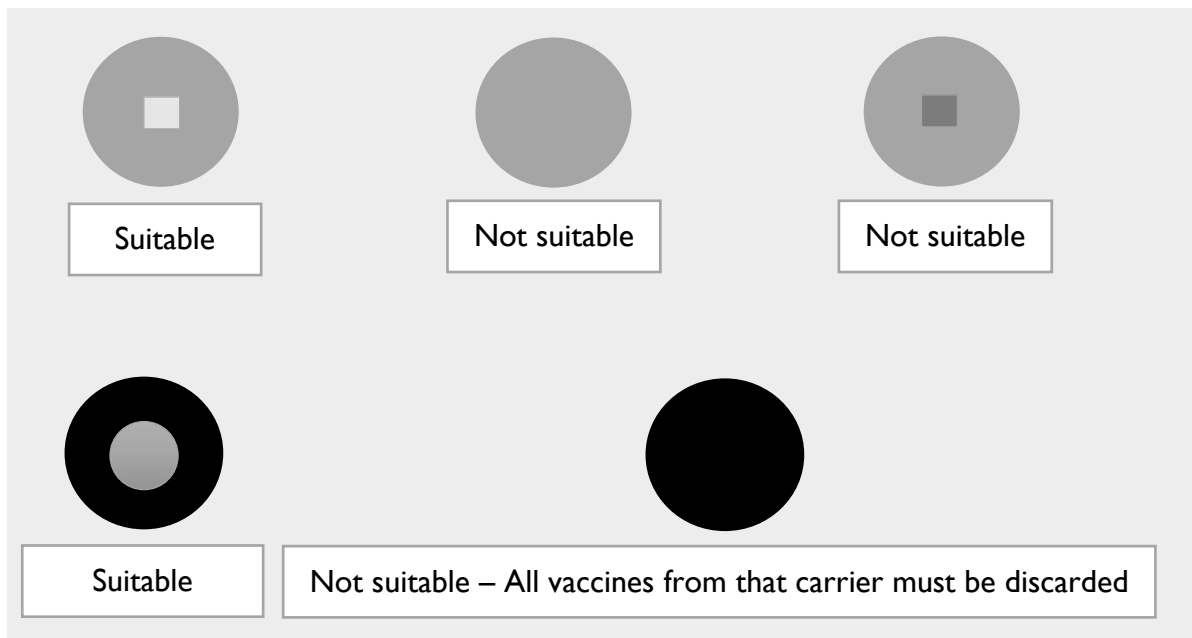 Suitable
Not suitable
Not suitable
Suitable
Not suitable – All vaccines from that carrier must be discarded